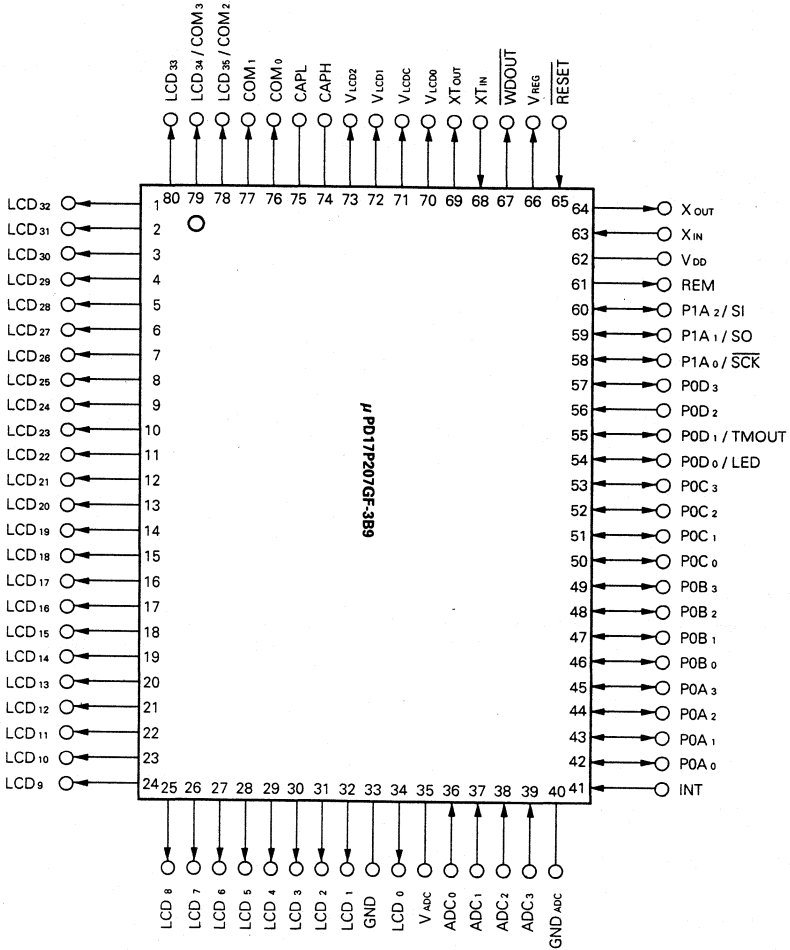 LCD33
LCD34 / COM3
LCD35 / COM2
COM1
COM0
CAPL
CAPH
VLCD2
VLCD1
VLCDC
VLCD0
XTOUT
XTIN
WDOUT
VREG
RESET
80 79 78 77 76 75 74 73 72 71 70 69 68 67 66 65
LCD32 1
LCD31 2
LCD30 3
LCD29 4
LCD28 5
LCD27 6
LCD26 7
LCD25 8
LCD24 9
LCD23 10
LCD22 11
LCD21 12
LCD20 13
LCD19 14
LCD18 15
LCD17 16
LCD16 17
LCD15 18
LCD14 19
LCD13 20
LCD12 21
LCD11 22
LCD10 23
LCD9 24
μPD17P207GF-3B9
64 XOUT
63 XIN
62 VDD
61 REM
60 P1A2 / SI
59 P1A1 / SO
58 P1A0 / SCK
57 P0D3
56 P0D2
55 P0D1 / TMOUT
54 P0D0 / LED
53 P0C3
52 P0C2
51 P0C1
50 P0C0
49 P0B3
48 P0B2
47 P0B1
46 P0B0
45 P0A3
44 P0A2
43 P0A1
42 P0A0
41 INT
25 26 27 28 29 30 31 32 33 34 35 36 37 38 39 40
LCD8
LCD7
LCD6
LCD5
LCD4
LCD3
LCD2
LCD1
GND
LCD0
VADC
ADC0
ADC1
ADC2
ADC3
GNDADC